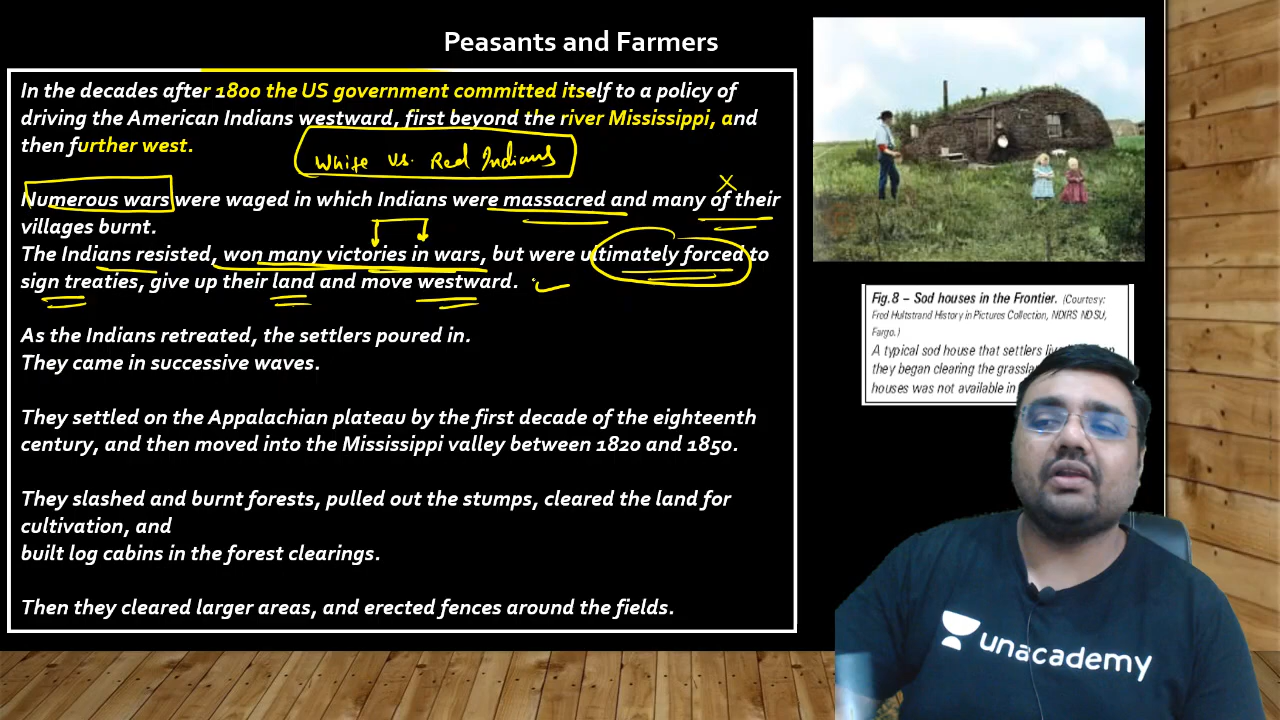 Peasants and Farmers
In the decades after 1800 the US government committed itself to a policy of
driving the American Indians westward, first beyond the river Mississippi, and
then further west.
White vs. Red Indians
Numerous wars were waged in which Indians were massacred and many of their
villages burnt.
The Indians resisted, won many victories in wars, but were ultimately forced to
sign treaties, give up their land and move westward.
As the Indians retreated, the settlers poured in.
They came in successive waves.
They settled on the Appalachian plateau by the first decade of the eighteenth
century, and then moved into the Mississippi valley between 1820 and 1850.
They slashed and burnt forests, pulled out the stumps, cleared the land for
cultivation, and
built log cabins in the forest clearings.
Then they cleared larger areas, and erected fences around the fields.
Fig.8 – Sod houses in the Frontier. (Courtesy:
Fred Hultstrand History in Pictures Collection, NDIRS NDSU,
Fargo.)
A typical sod house that settlers
they began clearing the
houses was not available in
unacademy